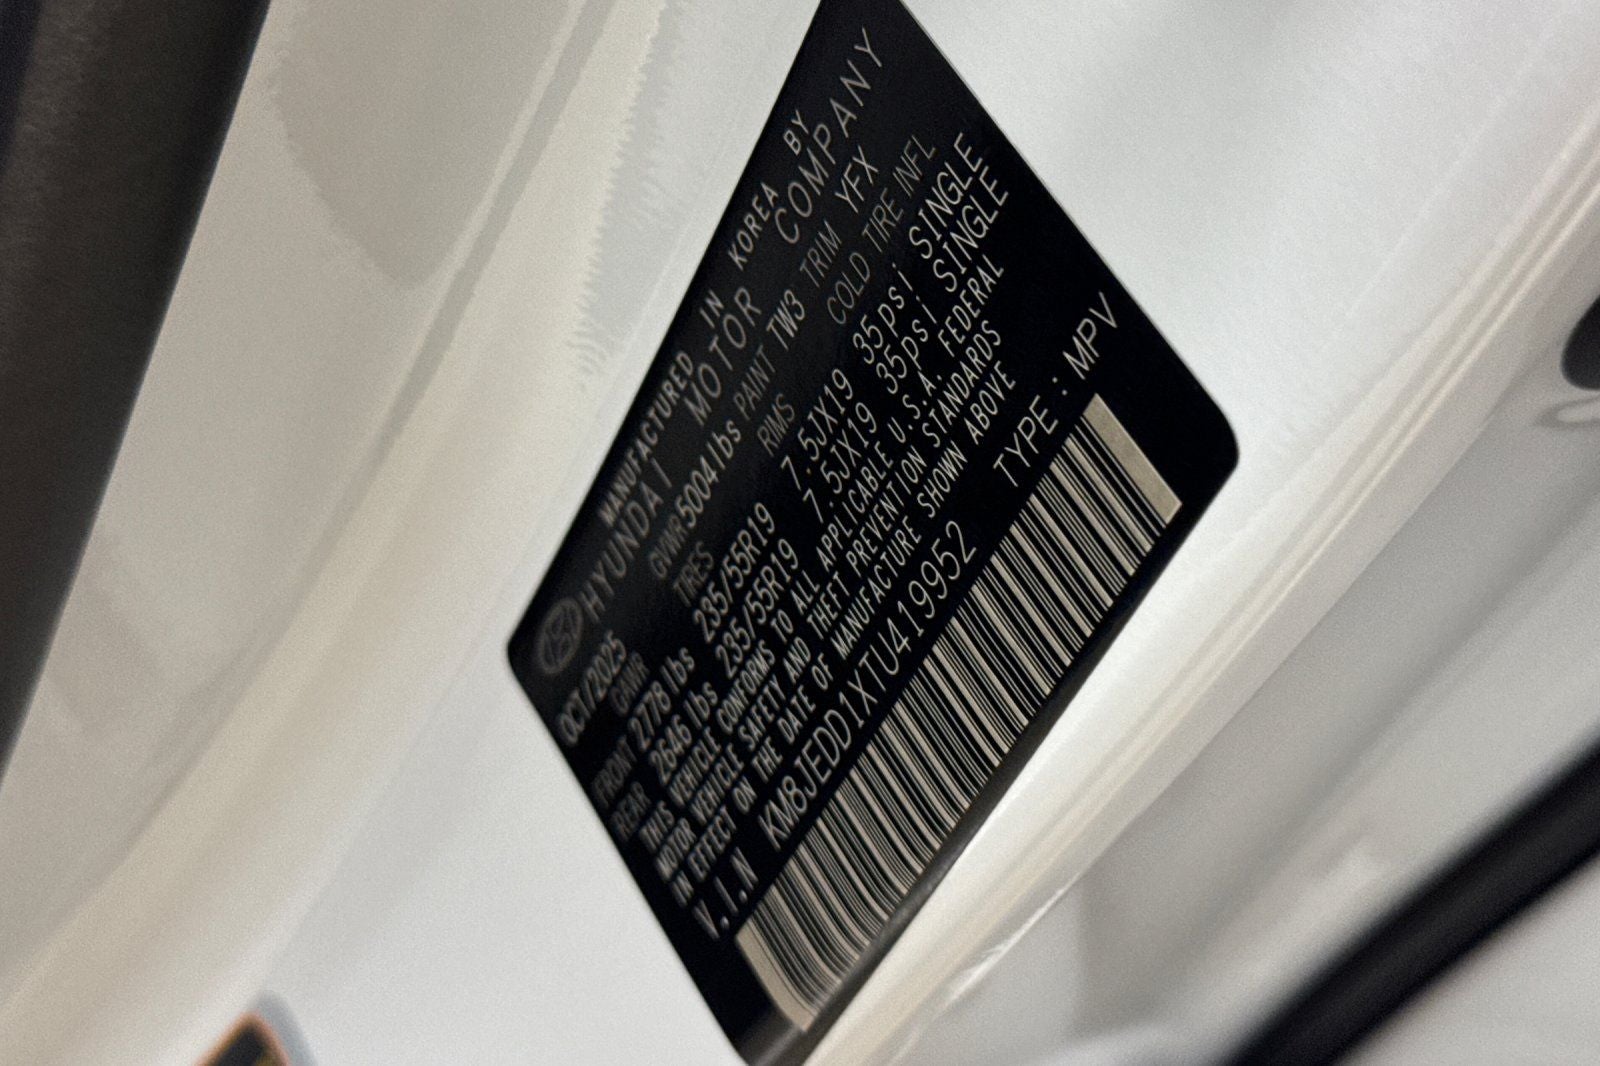 MANUFACTURED IN KOREA BY
HYUNDAI MOTOR COMPANY
OCT/2025 GVWR 5004 lbs PAINT TW3 TRIM YFX
GAWR TIRES RIMS COLD TIRE INFL
FRONT 2778 lbs 235/55R19 7.5JX19 35psi SINGLE
REAR 2646 lbs 235/55R19 7.5JX19 35psi SINGLE
THIS VEHICLE CONFORMS TO ALL APPLICABLE U.S.A. FEDERAL
MOTOR VEHICLE SAFETY AND THEFT PREVENTION STANDARDS
IN EFFECT ON THE DATE OF MANUFACTURE SHOWN ABOVE
V.I.N KM8JEDD1XTU419952 TYPE : MPV